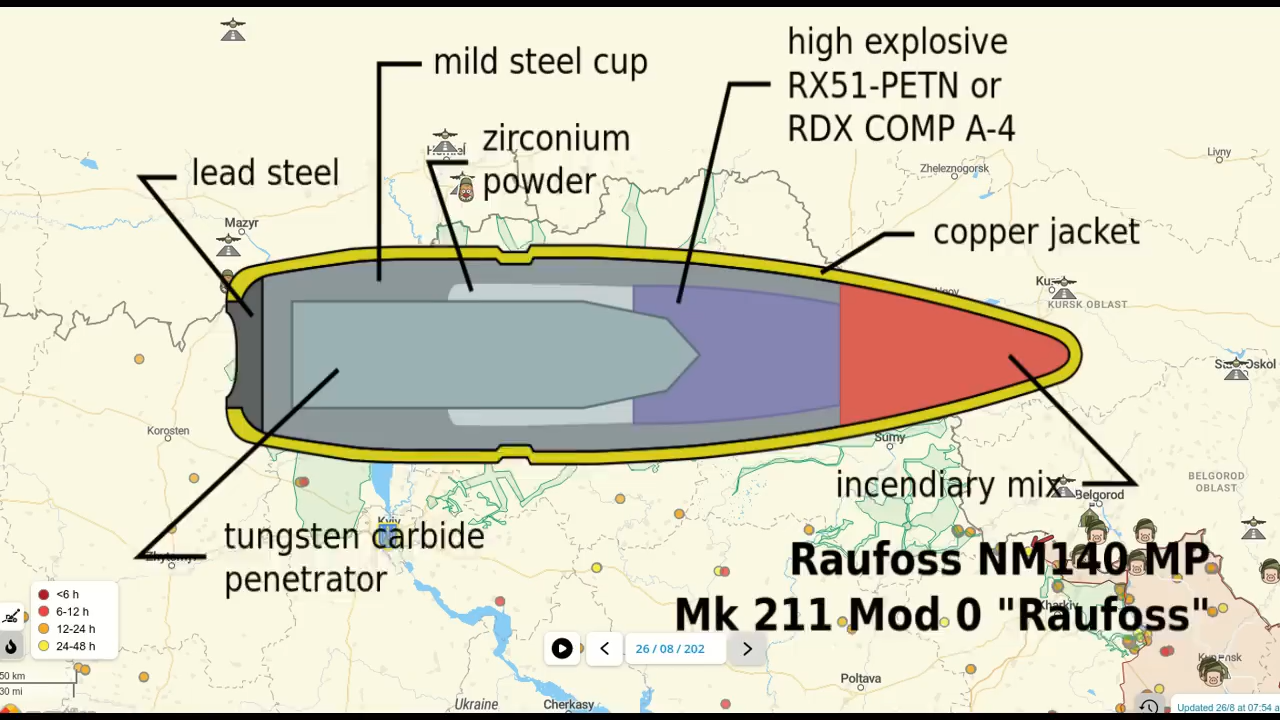 high explosive
RX51-PETN or
RDX COMP A-4
mild steel cup
zirconium
powder
lead steel
copper jacket
Livny
Zheleznogorsk
Mazyr
KURSK OBLAST
Korosten
Sumy
incendiary mix
Belgorod
BELGOROD
OBLAST
Kyiv
tungsten carbide
penetrator
Zhytomyr
Raufoss NM140 MP
Mk 211 Mod 0 "Raufoss"
Kharkiv
<6 h
6-12 h
12-24 h
24-48 h
26 / 08 / 202
50 km
30 mi
Poltava
Ukraine
Cherkasy
Updated 26/8 at 07:54 a